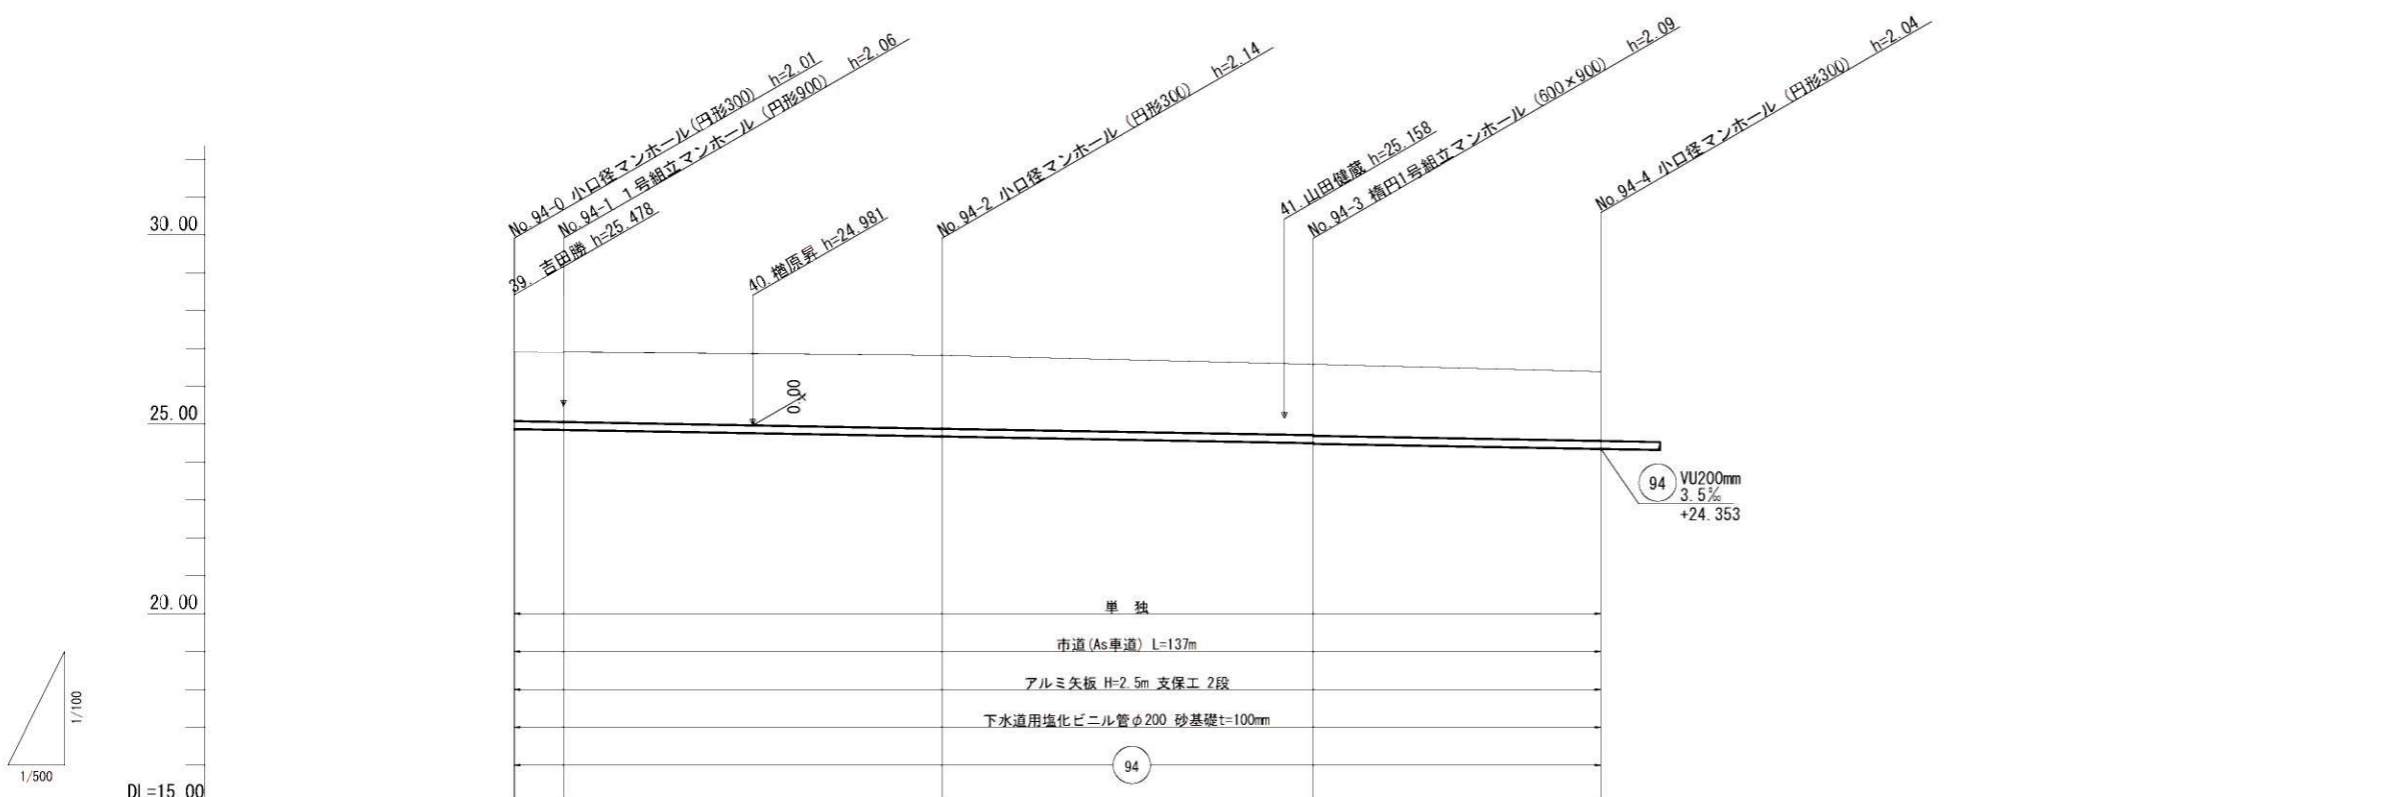 No.94-0 小口径マンホール(円形300) h=2.01
No.94-1 1号組立マンホール (円形900) h=2.06
39. 吉田勝 h=25.478
40.楢原昇 h=24.981
No.94-2 小口径マンホール (円形300) h=2.14
41.山田健蔵 h=25.158
No.94-3 楕円1号組立マンホール (600×900) h=2.09
No.94-4 小口径マンホール (円形300) h=2.04
30.00
25.00
20.00
DL=15.00
0.00
94
VU200mm
3.5‰
+24.353
単 独
市道(As車道) L=137m
アルミ矢板 H=2.5m 支保工 2段
下水道用塩化ビニル管φ200 砂基礎t=100mm
94
1/100
1/500